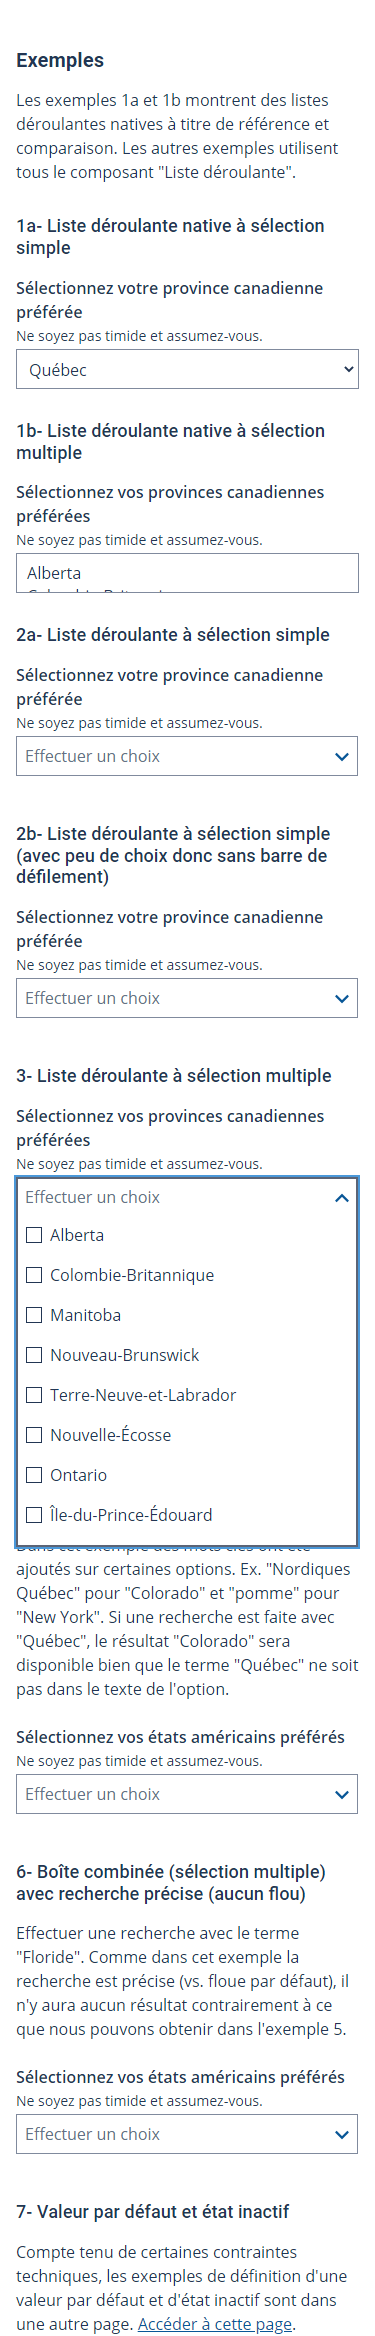 Exemples
Les exemples 1a et 1b montrent des listes
déroulantes natives à titre de référence et
comparaison. Les autres exemples utilisent
tous le composant "Liste déroulante".
1a- Liste déroulante native à sélection
simple
Sélectionnez votre province canadienne
préférée
Ne soyez pas timide et assumez-vous.
Québec
1b- Liste déroulante native à sélection
multiple
Sélectionnez vos provinces canadiennes
préférées
Ne soyez pas timide et assumez-vous.
Alberta
2a- Liste déroulante à sélection simple
Sélectionnez votre province canadienne
préférée
Ne soyez pas timide et assumez-vous.
Effectuer un choix
2b- Liste déroulante à sélection simple
(avec peu de choix donc sans barre de
défilement)
Sélectionnez votre province canadienne
préférée
Ne soyez pas timide et assumez-vous.
Effectuer un choix
3- Liste déroulante à sélection multiple
Sélectionnez vos provinces canadiennes
préférées
Ne soyez pas timide et assumez-vous.
Effectuer un choix
Alberta
Colombie-Britannique
Manitoba
Nouveau-Brunswick
Terre-Neuve-et-Labrador
Nouvelle-Écosse
Ontario
Île-du-Prince-Édouard
Dans cet exemple des mots clés ont été
ajoutés sur certaines options. Ex. "Nordiques
Québec" pour "Colorado" et "pomme" pour
"New York". Si une recherche est faite avec
"Québec", le résultat "Colorado" sera
disponible bien que le terme "Québec" ne soit
pas dans le texte de l'option.
Sélectionnez vos états américains préférés
Ne soyez pas timide et assumez-vous.
Effectuer un choix
6- Boîte combinée (sélection multiple)
avec recherche précise (aucun flou)
Effectuer une recherche avec le terme
"Floride". Comme dans cet exemple la
recherche est précise (vs. floue par défaut), il
n'y aura aucun résultat contrairement à ce
que nous pouvons obtenir dans l'exemple 5.
Sélectionnez vos états américains préférés
Ne soyez pas timide et assumez-vous.
Effectuer un choix
7- Valeur par défaut et état inactif
Compte tenu de certaines contraintes
techniques, les exemples de définition d'une
valeur par défaut et d'état inactif sont dans
une autre page. Accéder à cette page.